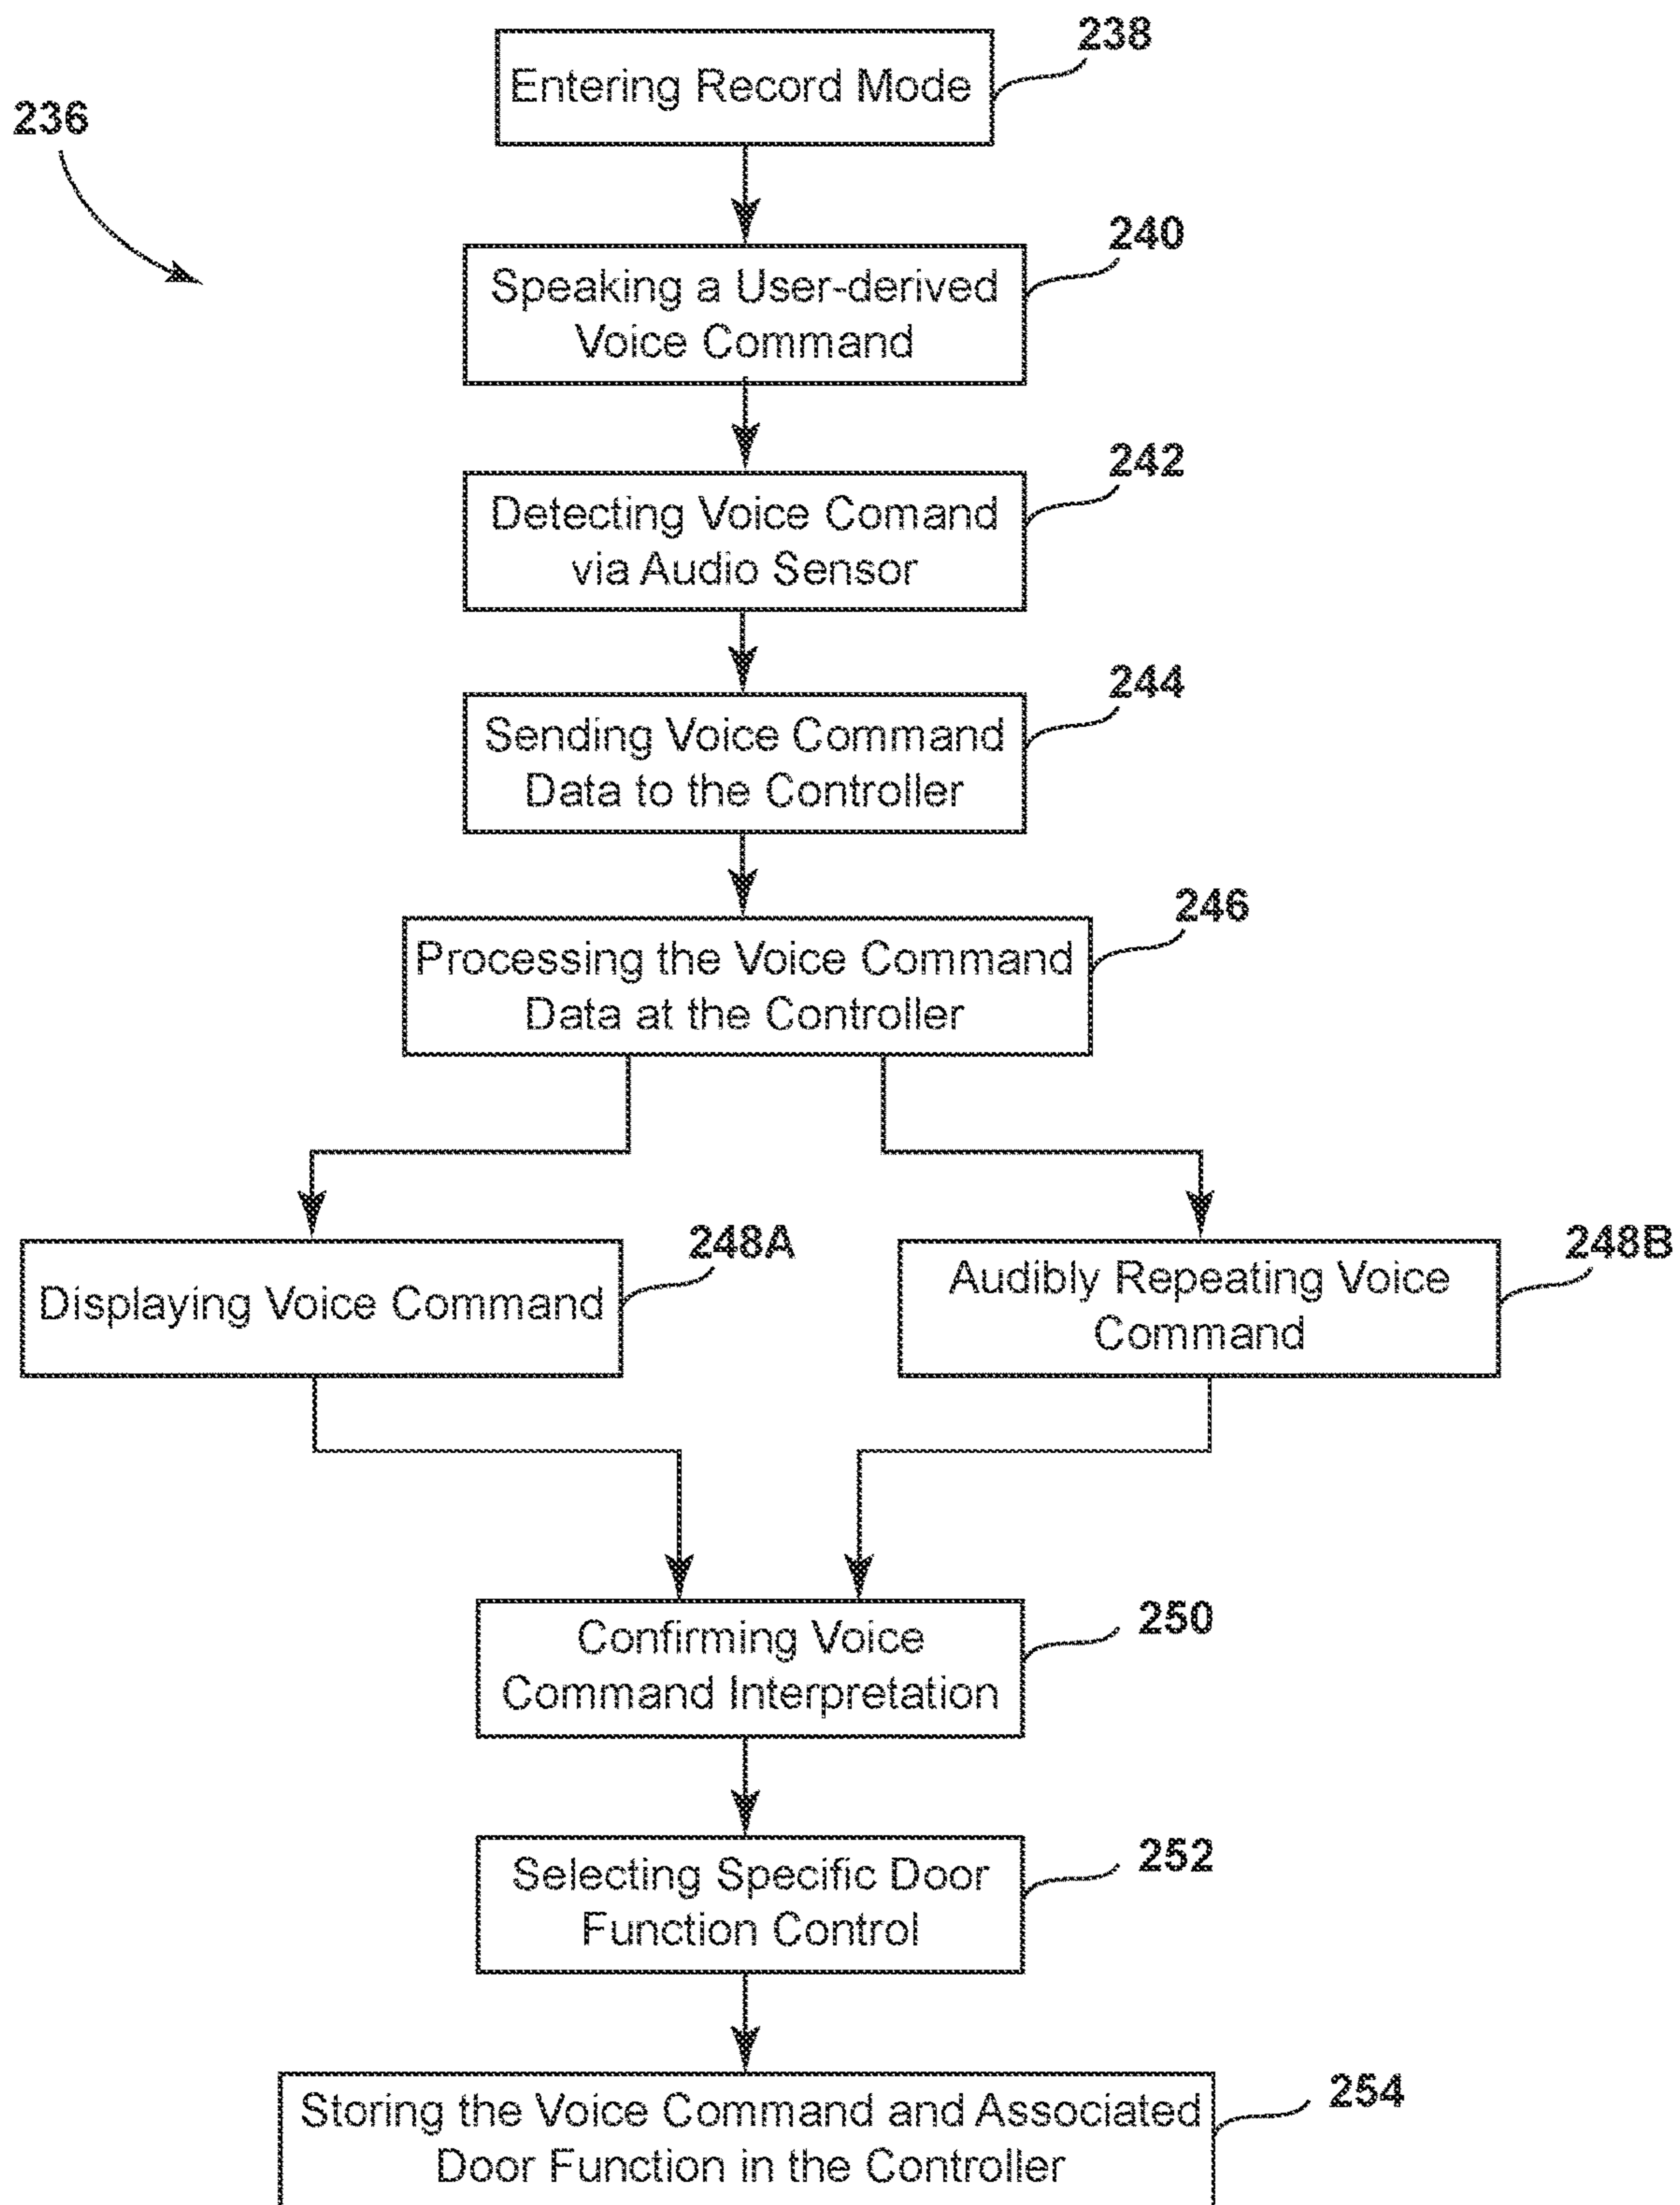 238
Entering Record Mode
236
240
Speaking a User-derived
Voice Command
242
Detecting Voice Comand
via Audio Sensor
244
Sending Voice Command
Data to the Controller
246
Processing the Voice Command
Data at the Controller
248A
Displaying Voice Command
248B
Audibly Repeating Voice
Command
250
Confirming Voice
Command Interpretation
252
Selecting Specific Door
Function Control
254
Storing the Voice Command and Associated
Door Function in the Controller